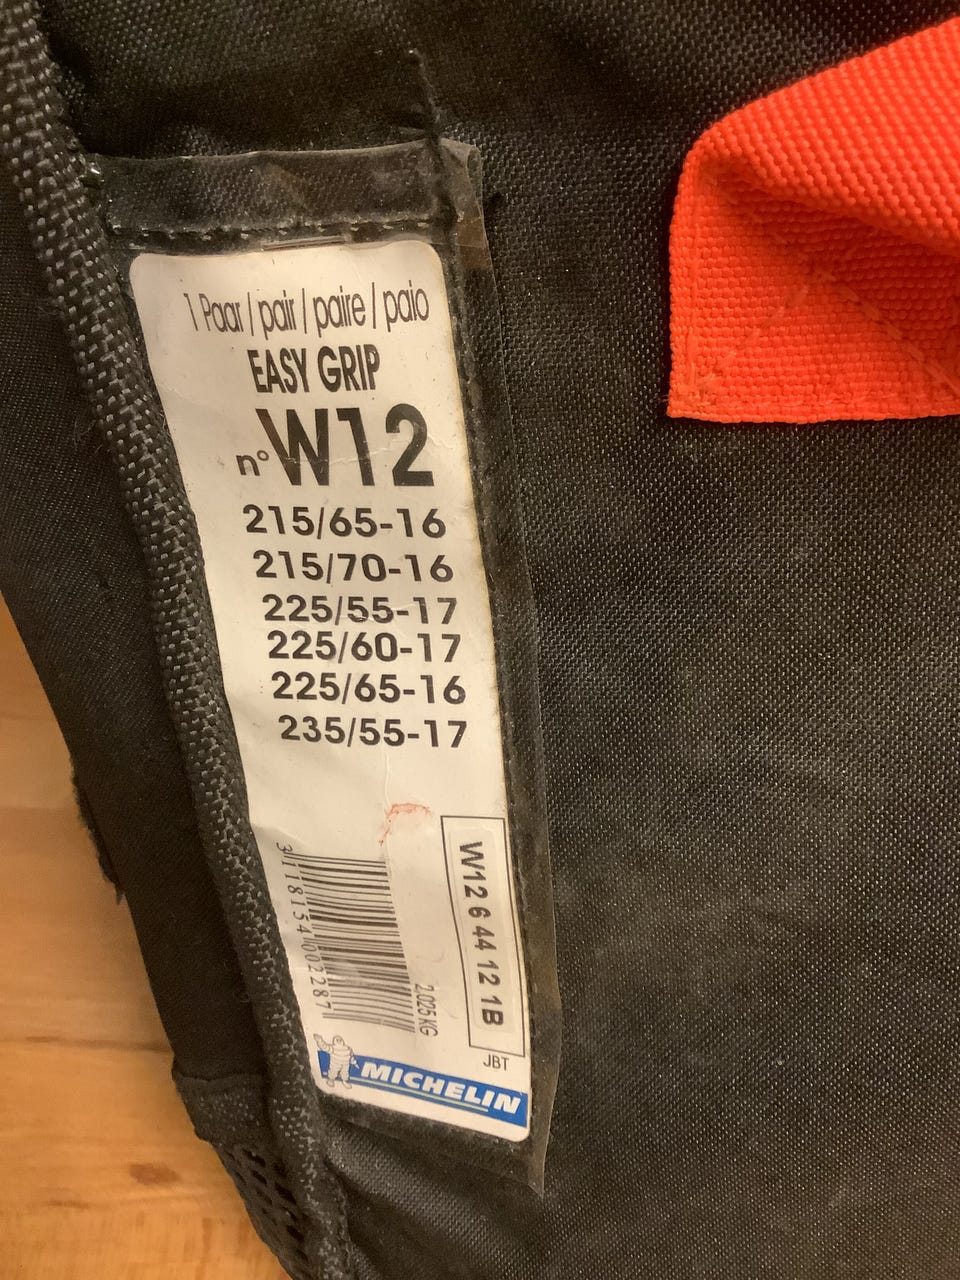 1 Paar / pair / paire / paio
EASY GRIP
n° W12
215/65-16
215/70-16
225/55-17
225/60-17
225/65-16
235/55-17
3118154002287
2,025 KG
W12 6 44 12 1B
JBT
MICHELIN